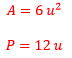 A = 6 u²
P = 12 u